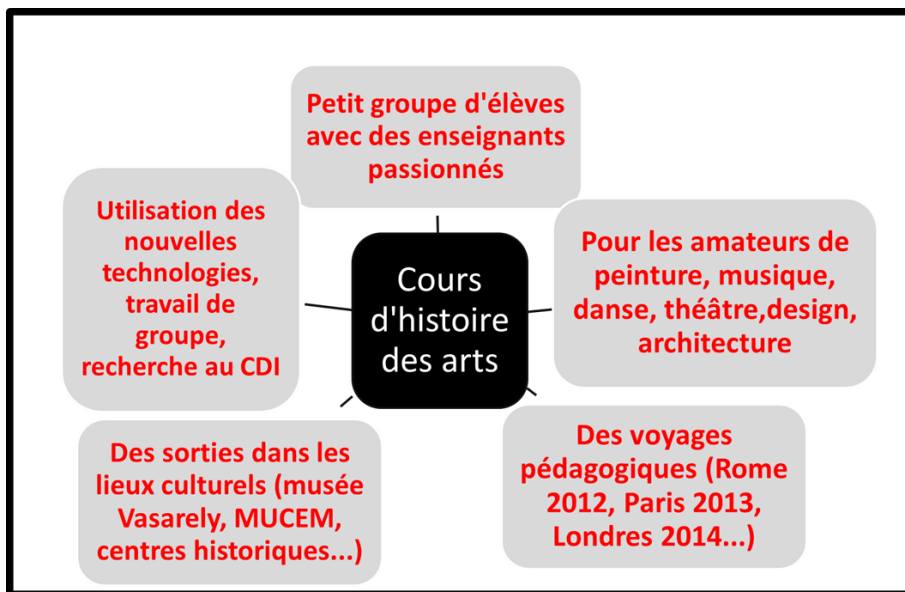 Petit groupe d'élèves
avec des enseignants
passionnés
Utilisation des
nouvelles
technologies,
travail de
groupe,
recherche au CDI
Cours
d'histoire
des arts
Pour les amateurs de
peinture, musique,
danse, théâtre,design,
architecture
Des sorties dans les
lieux culturels (musée
Vasarely, MUCEM,
centres historiques...)
Des voyages
pédagogiques (Rome
2012, Paris 2013,
Londres 2014...)